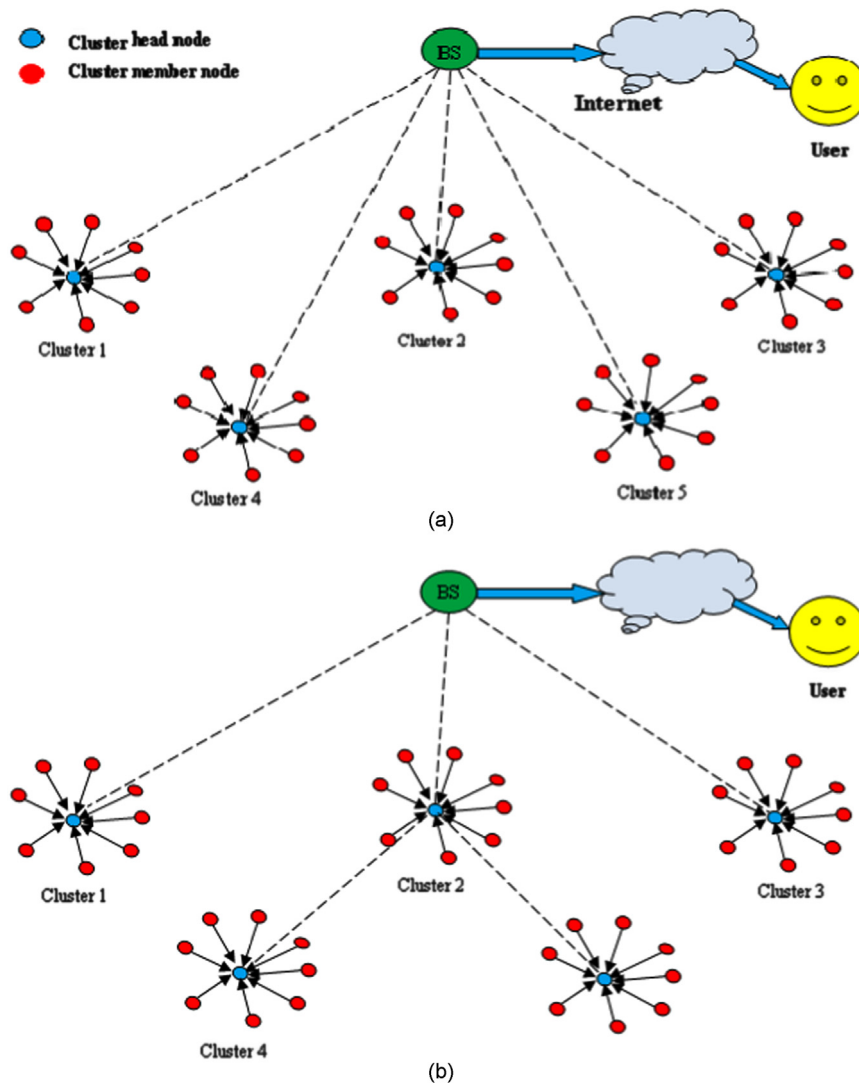 Cluster head node
Cluster member node
BS
Internet
User
Cluster 1
Cluster 2
Cluster 3
Cluster 4
Cluster 5
(a)
BS
User
Cluster 1
Cluster 2
Cluster 3
Cluster 4
(b)